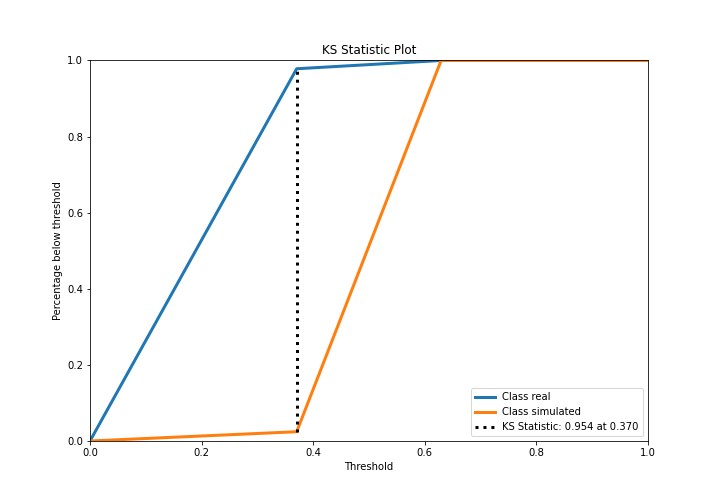 KS Statistic Plot
1.0
0.8
0.6
0.4
0.2
0.0
Percentage below threshold
Class real
Class simulated
KS Statistic: 0.954 at 0.370
0.0 0.2 0.4 0.6 0.8 1.0
Threshold